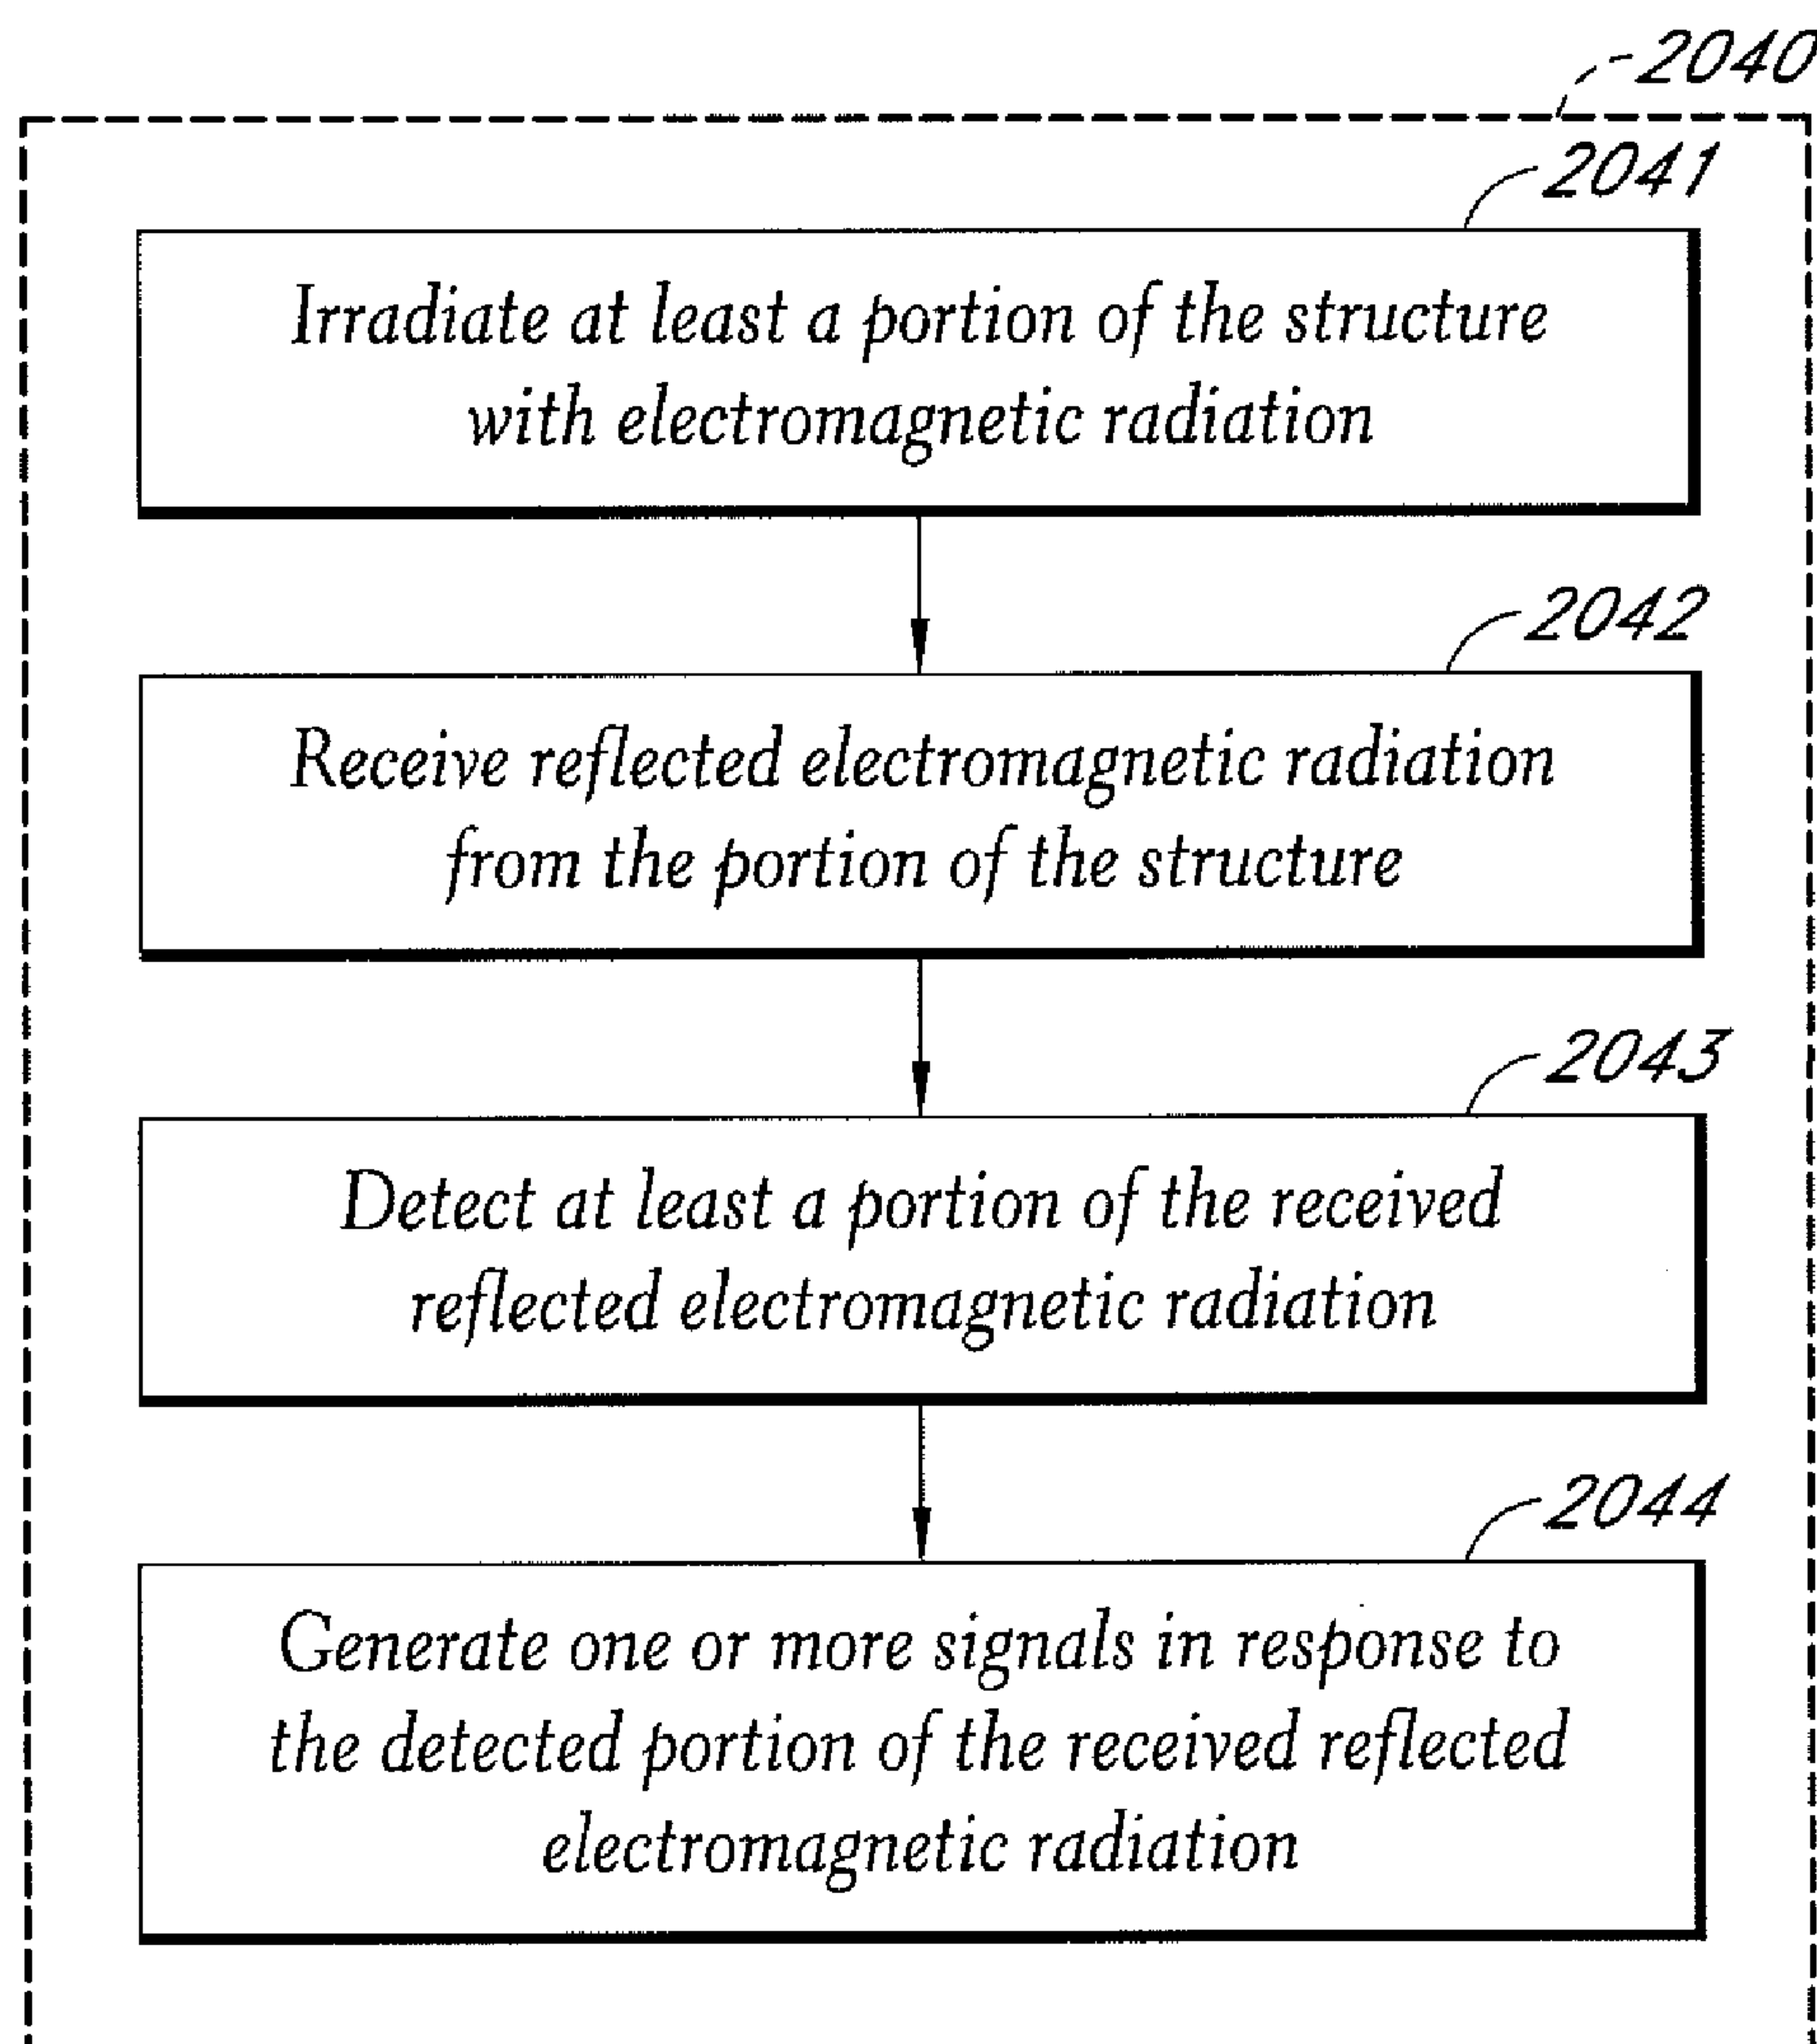 2040
2041
Irradiate at least a portion of the structure
with electromagnetic radiation
2042
Receive reflected electromagnetic radiation
from the portion of the structure
2043
Detect at least a portion of the received
reflected electromagnetic radiation
2044
Generate one or more signals in response to
the detected portion of the received reflected
electromagnetic radiation